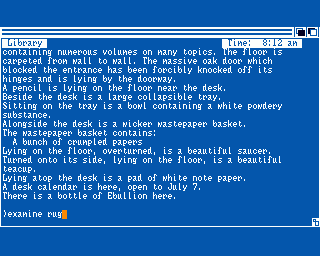 Library
Time: 8:12 am
containing numerous volumes on many topics. The floor is
carpeted from wall to wall. The massive oak door which
blocked the entrance has been forcibly knocked off its
hinges and is lying by the doorway.
A pencil is lying on the floor near the desk.
Beside the desk is a large collapsible tray.
Sitting on the tray is a bowl containing a white powdery
substance.
Alongside the desk is a wicker wastepaper basket.
The wastepaper basket contains:
A bunch of crumpled papers
Lying on the floor, overturned, is a beautiful saucer.
Turned onto its side, lying on the floor, is a beautiful
teacup.
Lying atop the desk is a pad of white note paper.
A desk calendar is here, open to July 7.
There is a bottle of Ebullion here.
>examine rug